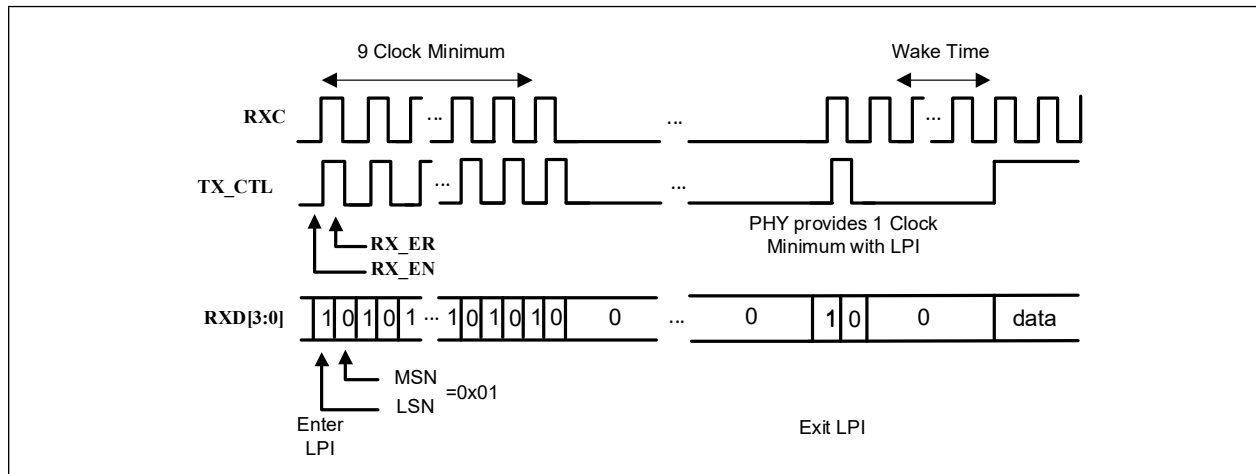 9 Clock Minimum
Wake Time
RXC
...
...
...
TX_CTL
...
...
PHY provides 1 Clock
Minimum with LPI
RX_ER
RX_EN
RXD[3:0] 1 0 1 0 1 ... 1 0 1 0 1 0 0 ... 0 1 0 0 data
MSN
=0x01
LSN
Enter
LPI
Exit LPI